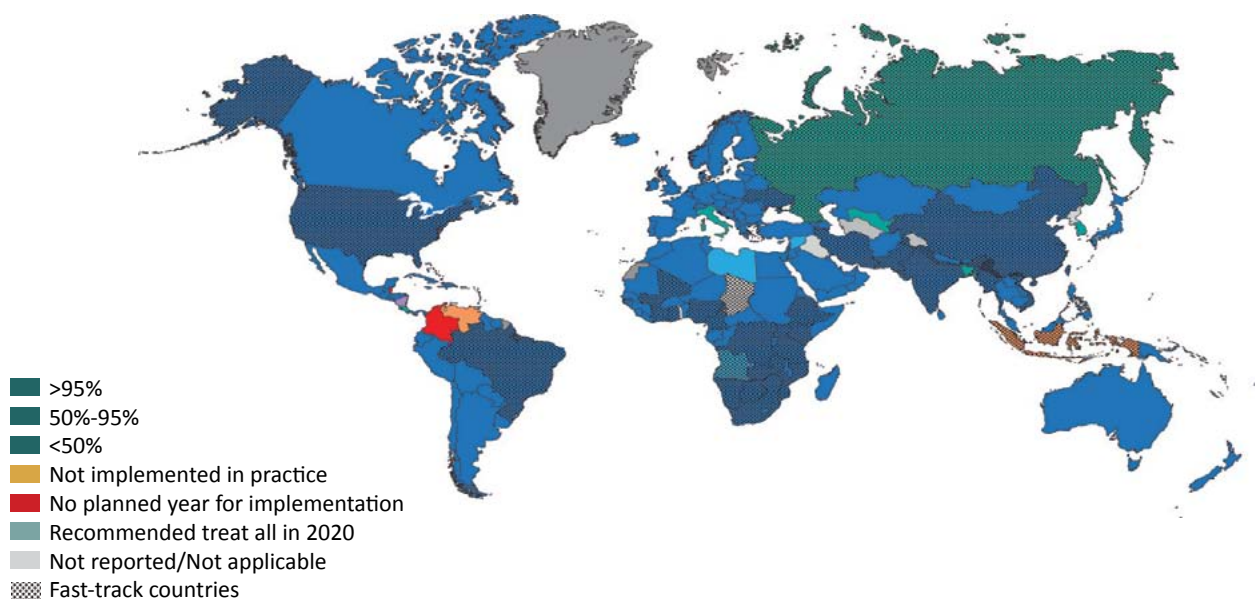 >95%
50%-95%
<50%
Not implemented in practice
No planned year for implementation
Recommended treat all in 2020
Not reported/Not applicable
Fast-track countries